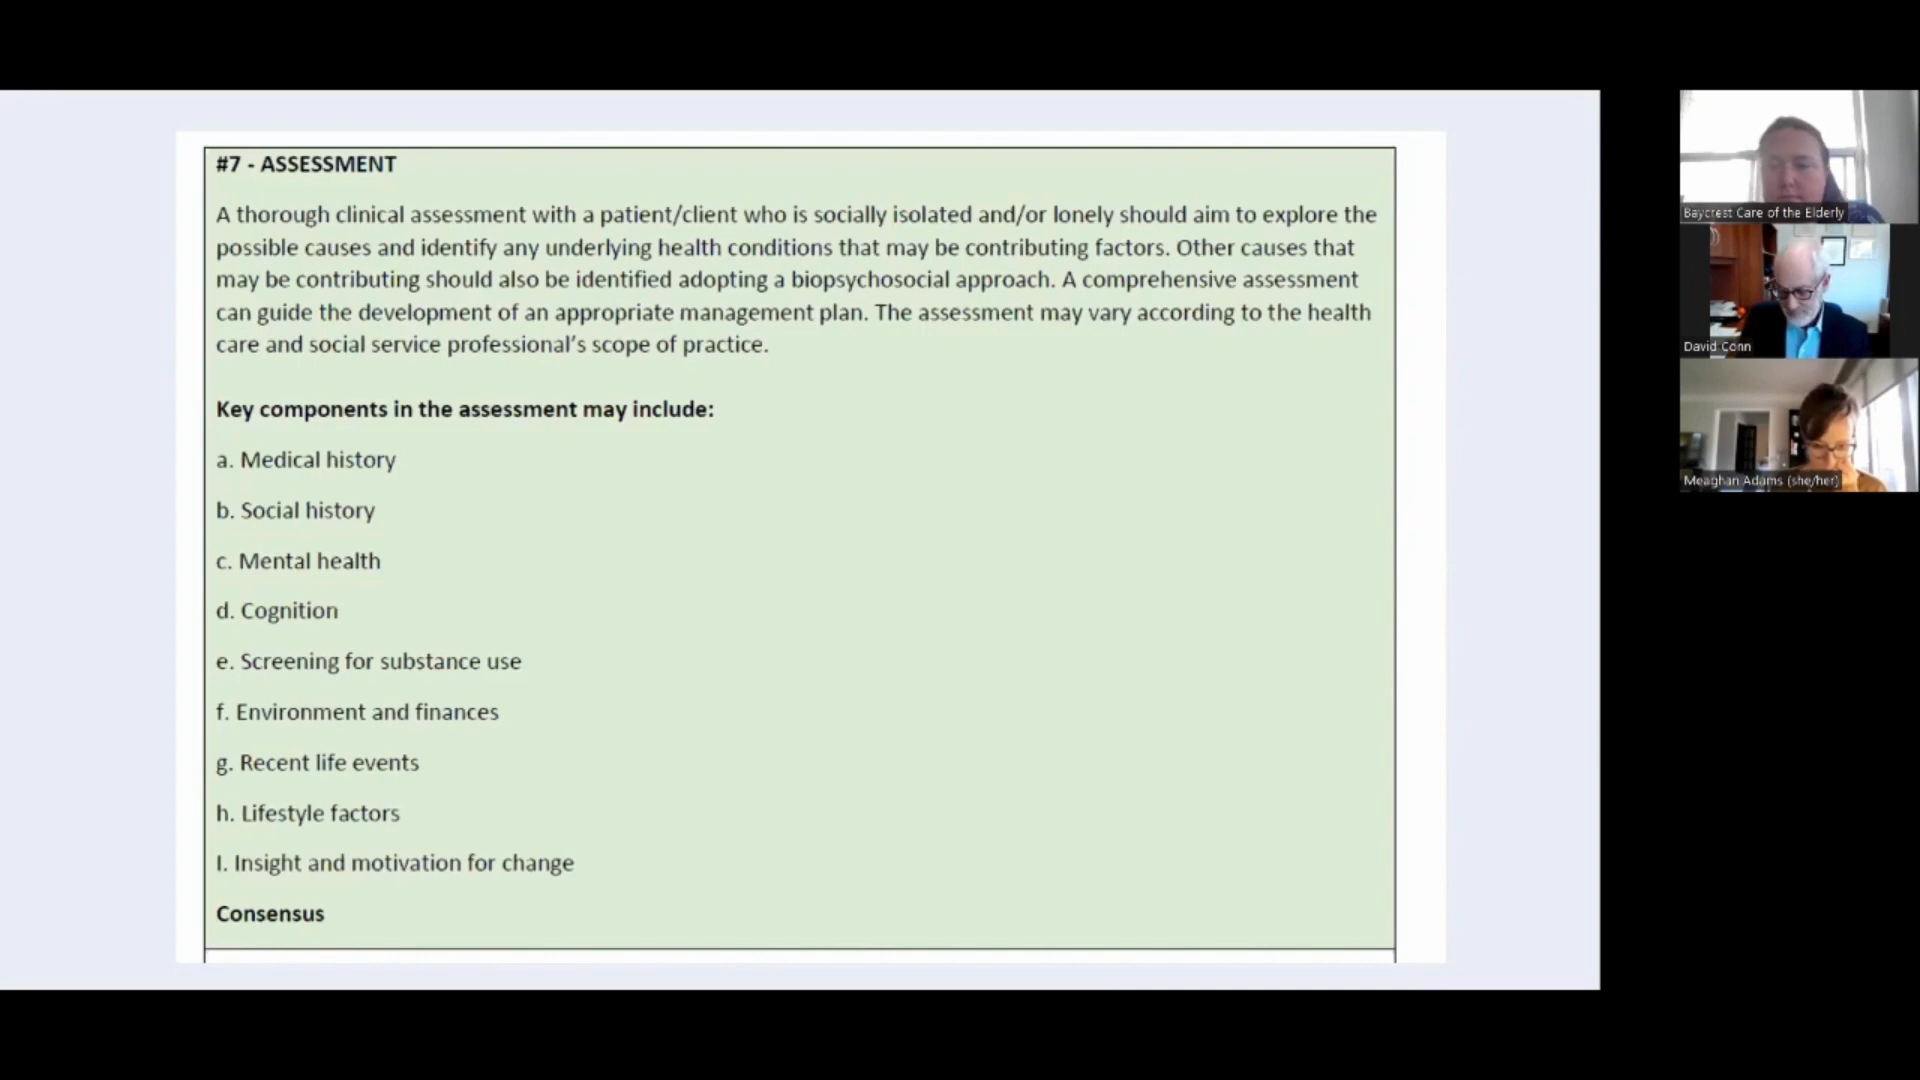 #7 - ASSESSMENT
A thorough clinical assessment with a patient/client who is socially isolated and/or lonely should aim to explore the
possible causes and identify any underlying health conditions that may be contributing factors. Other causes that
may be contributing should also be identified adopting a biopsychosocial approach. A comprehensive assessment
can guide the development of an appropriate management plan. The assessment may vary according to the health
care and social service professional’s scope of practice.
Key components in the assessment may include:
a. Medical history
b. Social history
c. Mental health
d. Cognition
e. Screening for substance use
f. Environment and finances
g. Recent life events
h. Lifestyle factors
I. Insight and motivation for change
Consensus
Baycrest Care of the Elderly
David Conn
Meaghan Adams (she/her)